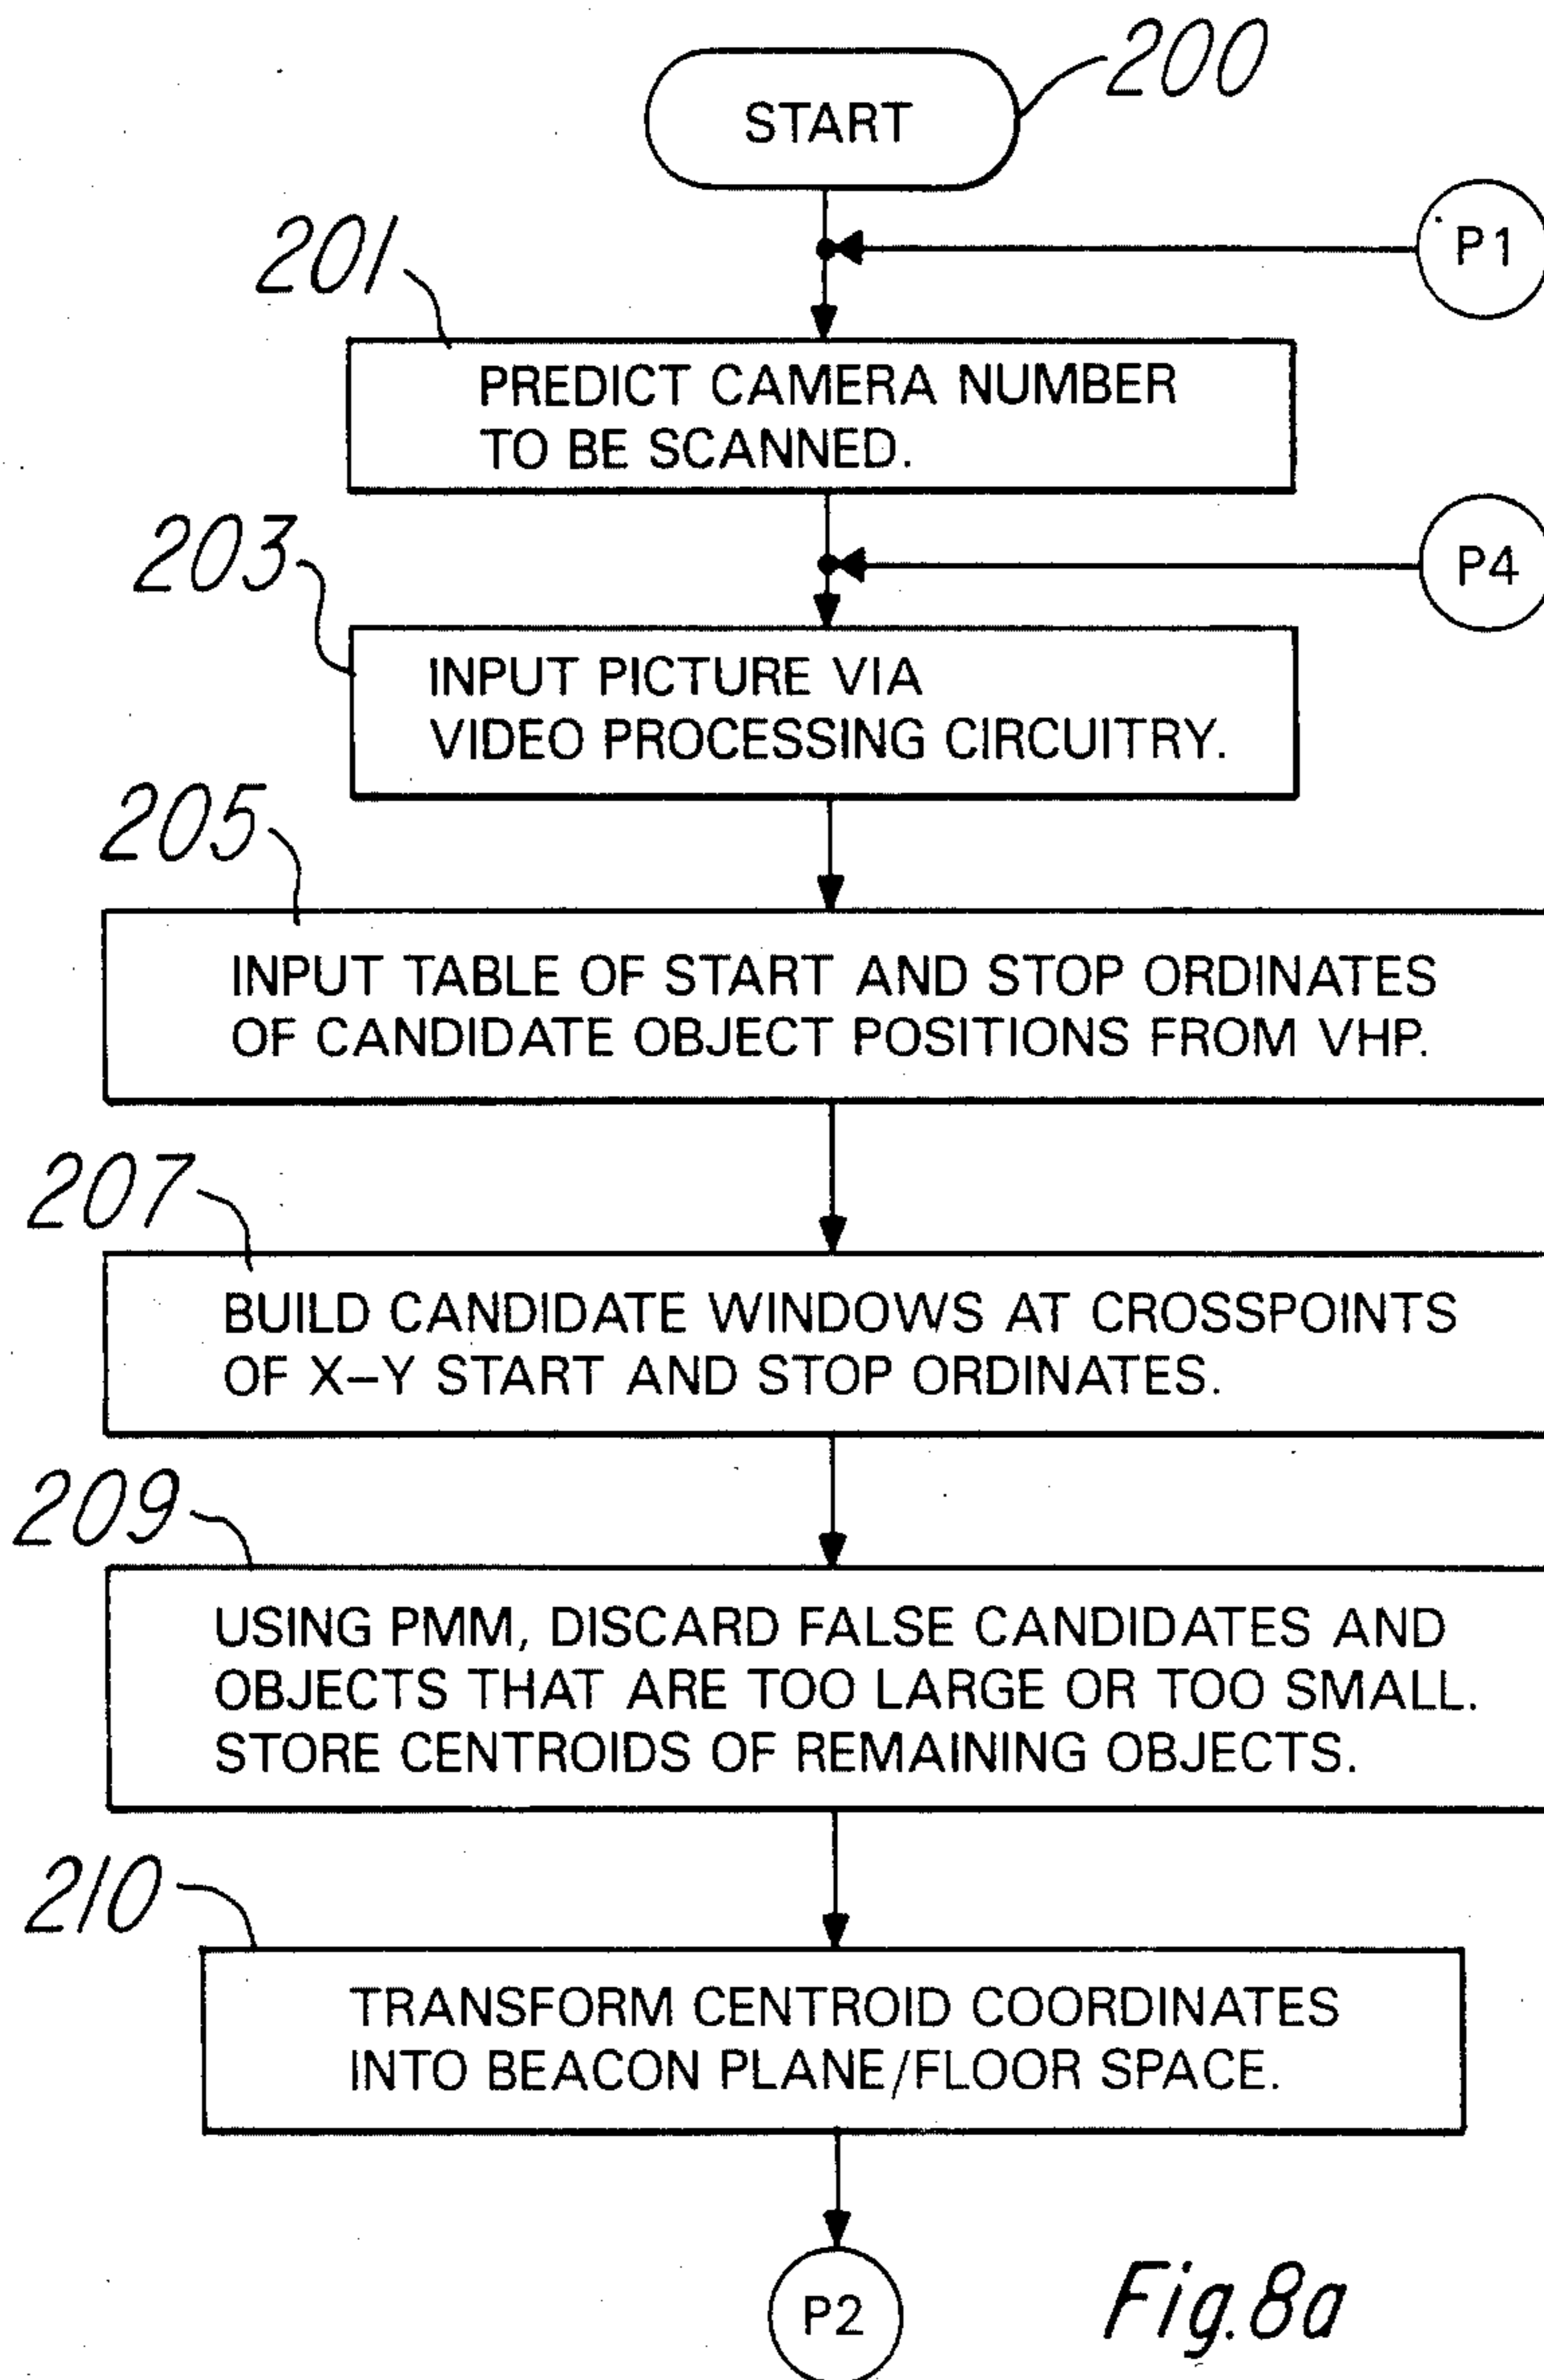 200
START
P1
201
PREDICT CAMERA NUMBER
TO BE SCANNED.
P4
203
INPUT PICTURE VIA
VIDEO PROCESSING CIRCUITRY.
205
INPUT TABLE OF START AND STOP ORDINATES
OF CANDIDATE OBJECT POSITIONS FROM VHP.
207
BUILD CANDIDATE WINDOWS AT CROSSPOINTS
OF X–Y START AND STOP ORDINATES.
209
USING PMM, DISCARD FALSE CANDIDATES AND
OBJECTS THAT ARE TOO LARGE OR TOO SMALL.
STORE CENTROIDS OF REMAINING OBJECTS.
210
TRANSFORM CENTROID COORDINATES
INTO BEACON PLANE/FLOOR SPACE.
P2
Fig. 8a